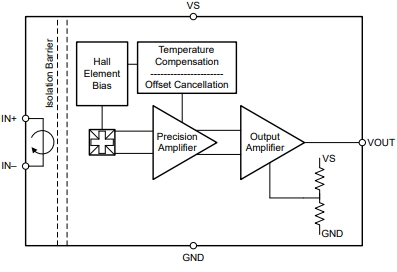 VS
Isolation Barrier
Hall
Element
Bias
Temperature
Compensation
Offset Cancellation
IN+
IN–
Precision
Amplifier
Output
Amplifier
VOUT
VS
GND
GND